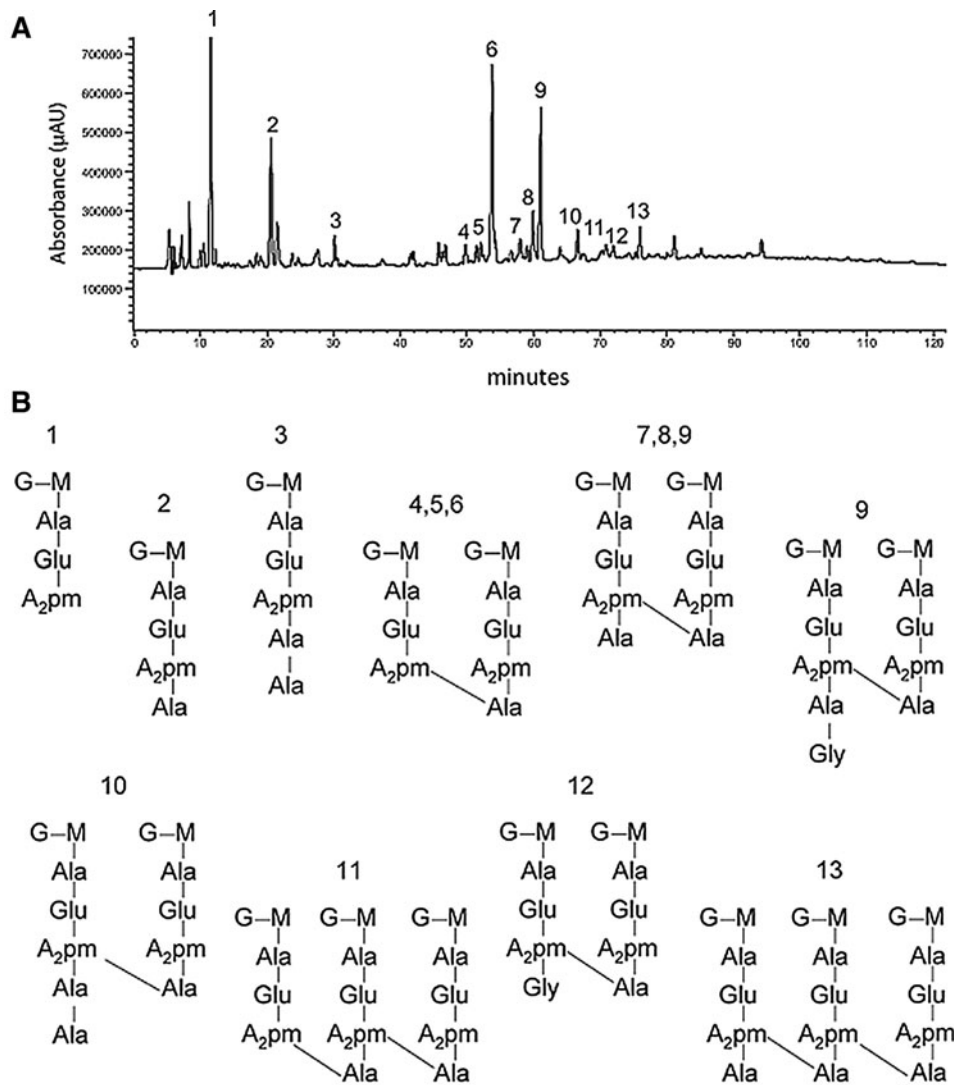 A
Absorbance (µAU)
700000
600000
500000
400000
300000
200000
100000
0
0 10 20 30 40 50 60 70 80 90 100 110 120
minutes
1
2
3
4
5
6
7
8
9
10
11
12
13
B
1
G–M
Ala
Glu
A₂pm
2
G–M
Ala
Glu
A₂pm
Ala
3
G–M
Ala
Glu
A₂pm
Ala
Ala
4,5,6
G–M G–M
Ala Ala
Glu Glu
A₂pm A₂pm
Ala
7,8,9
G–M G–M
Ala Ala
Glu Glu
A₂pm A₂pm
Ala Ala
9
G–M G–M
Ala Ala
Glu Glu
A₂pm A₂pm
Ala Ala
Gly
10
G–M G–M
Ala Ala
Glu Glu
A₂pm A₂pm
Ala Ala
Ala
11
G–M G–M G–M
Ala Ala Ala
Glu Glu Glu
A₂pm A₂pm A₂pm
Ala Ala
12
G–M G–M
Ala Ala
Glu Glu
A₂pm A₂pm
Gly Ala
13
G–M G–M G–M
Ala Ala Ala
Glu Glu Glu
A₂pm A₂pm A₂pm
Ala Ala Ala